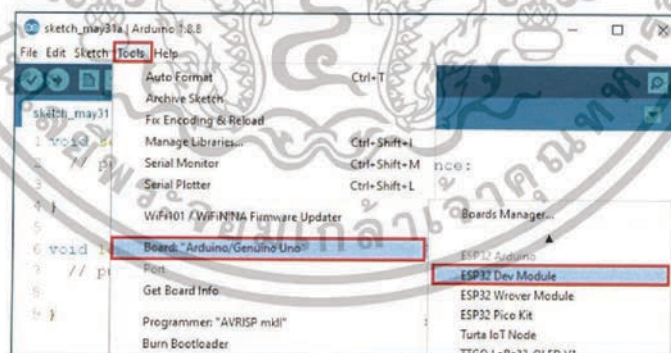 sketch_may31a | Arduino 1.8.8
File Edit Sketch Tools Help
sketch_may31
Auto Format Ctrl+T
Archive Sketch
Fix Encoding & Reload
Manage Libraries... Ctrl+Shift+I
Serial Monitor Ctrl+Shift+M
Serial Plotter Ctrl+Shift+L
WiFi101 / WiFiNINA Firmware Updater
Board: "Arduino/Genuino Uno"
Port
Get Board Info
Programmer: "AVRISP mkII"
Burn Bootloader
1 void
2 //
3
4 }
5
6 void
7 //
8
9 }
nce:
Boards Manager...
ESP32 Arduino
ESP32 Dev Module
ESP32 Wrover Module
ESP32 Pico Kit
Turta IoT Node
TTGO LoRa32-OLED V1